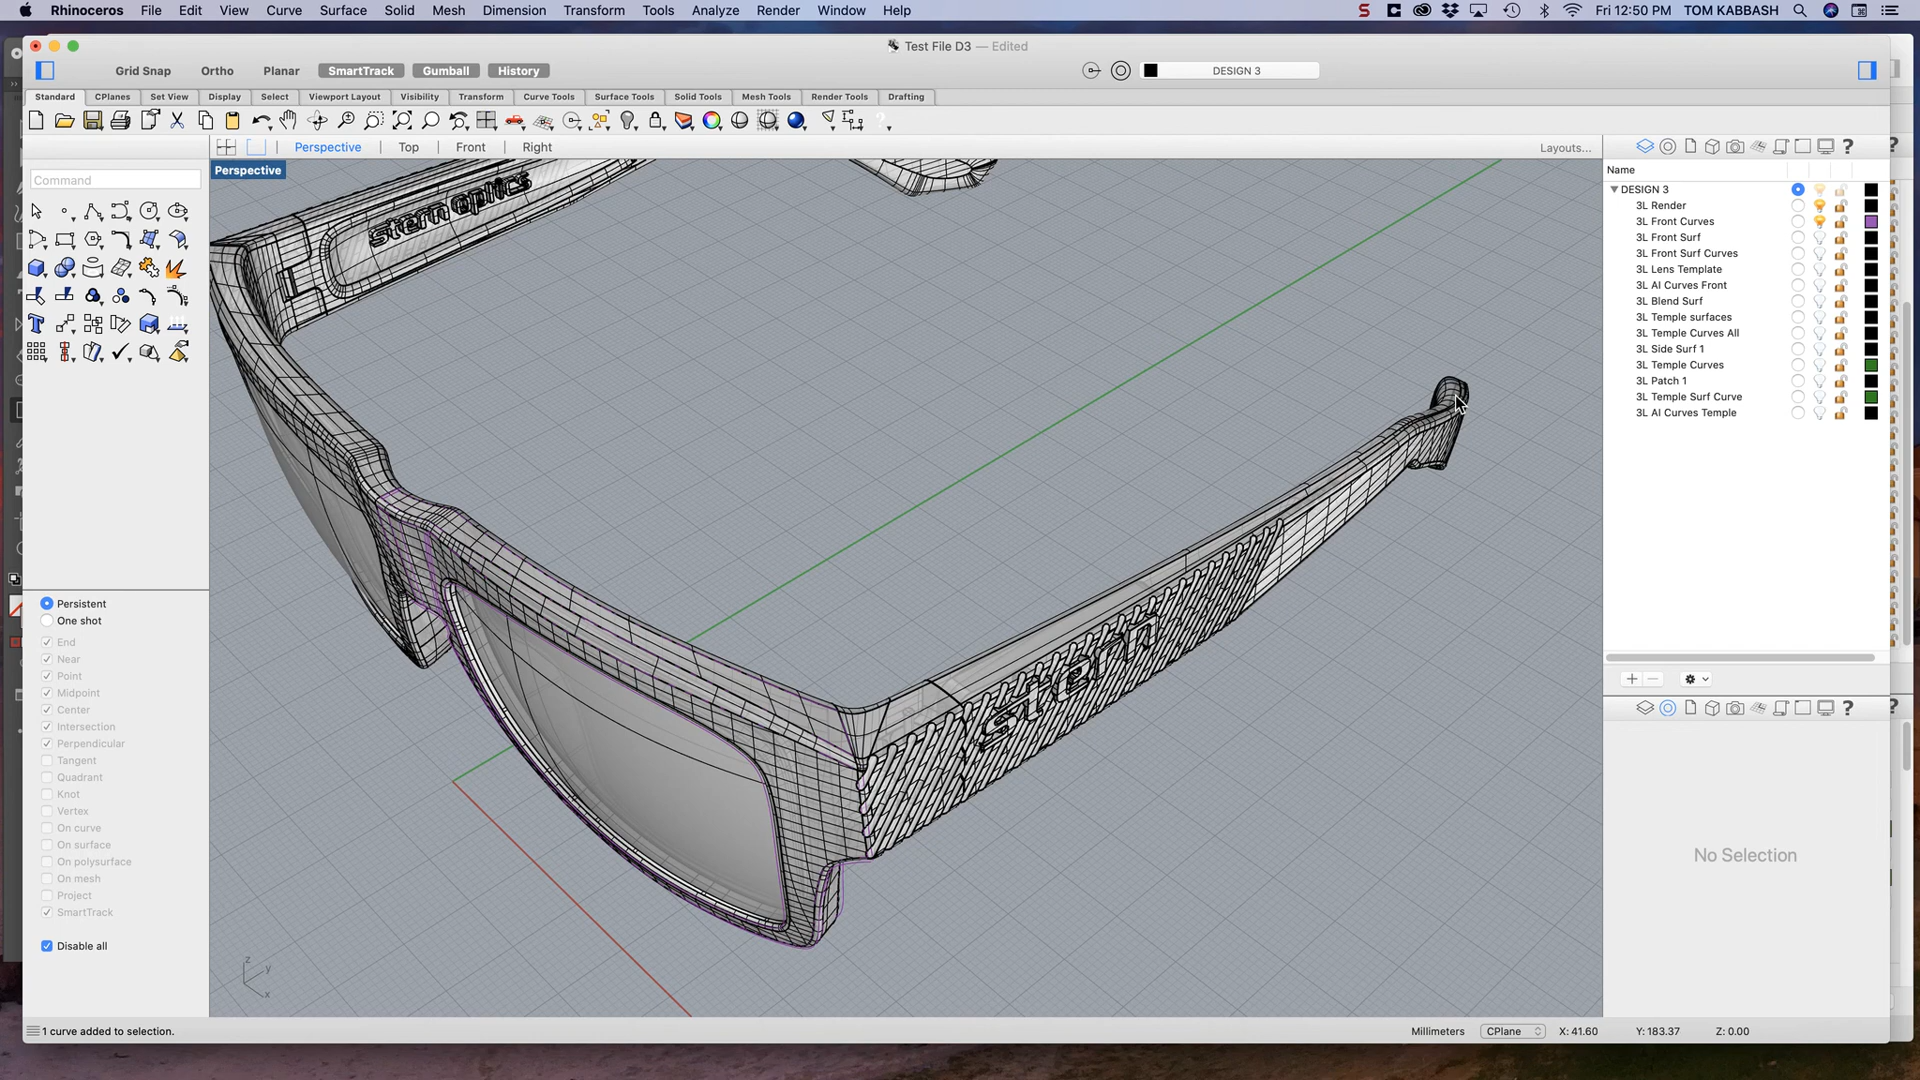 Rhinoceros File Edit View Curve Surface Solid Mesh Dimension Transform Tools Analyze Render Window Help
Fri 12:50 PM TOM KABBASH
Test File D3 — Edited
Grid Snap Ortho Planar SmartTrack Gumball History
DESIGN 3
Standard CPlanes Set View Display Select Viewport Layout Visibility Transform Curve Tools Surface Tools Solid Tools Mesh Tools Render Tools Drafting
Perspective Top Front Right
Layouts...
Perspective
Command
stern optics
stern
z
y
x
Persistent
One shot
End
Near
Point
Midpoint
Center
Intersection
Perpendicular
Tangent
Quadrant
Knot
Vertex
On curve
On surface
On polysurface
On mesh
Project
SmartTrack
Disable all
Name
DESIGN 3
3L Render
3L Front Curves
3L Front Surf
3L Front Surf Curves
3L Lens Template
3L AI Curves Front
3L Blend Surf
3L Temple surfaces
3L Temple Curves All
3L Side Surf 1
3L Temple Curves
3L Patch 1
3L Temple Surf Curve
3L AI Curves Temple
No Selection
1 curve added to selection.
Millimeters CPlane X: 41.60 Y: 183.37 Z: 0.00